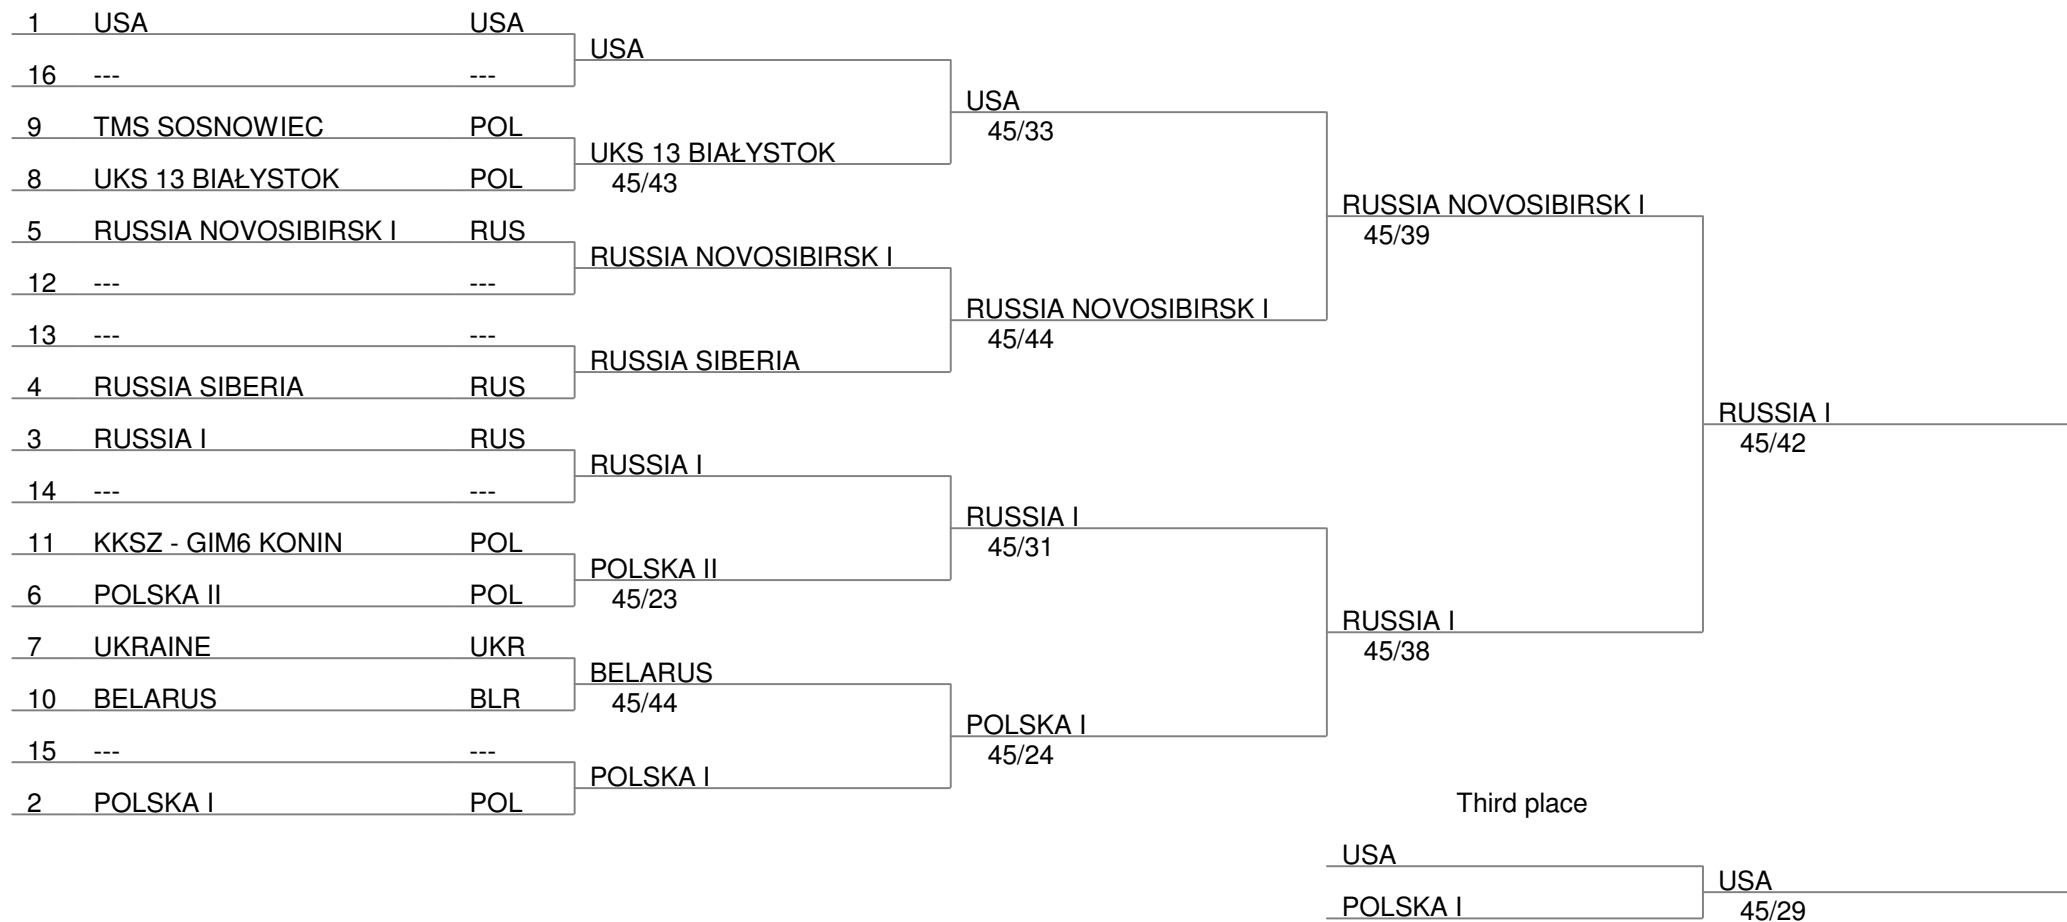 1 USA USA
16 --- ---
9 TMS SOSNOWIEC POL
8 UKS 13 BIAŁYSTOK POL
5 RUSSIA NOVOSIBIRSK I RUS
12 --- ---
13 --- ---
4 RUSSIA SIBERIA RUS
3 RUSSIA I RUS
14 --- ---
11 KKSZ - GIM6 KONIN POL
6 POLSKA II POL
7 UKRAINE UKR
10 BELARUS BLR
15 --- ---
2 POLSKA I POL
USA
UKS 13 BIAŁYSTOK
45/43
RUSSIA NOVOSIBIRSK I
RUSSIA SIBERIA
RUSSIA I
POLSKA II
45/23
BELARUS
45/44
POLSKA I
USA
45/33
RUSSIA NOVOSIBIRSK I
45/44
RUSSIA I
45/31
POLSKA I
45/24
RUSSIA NOVOSIBIRSK I
45/39
RUSSIA I
45/38
RUSSIA I
45/42
Third place
USA
POLSKA I
USA
45/29